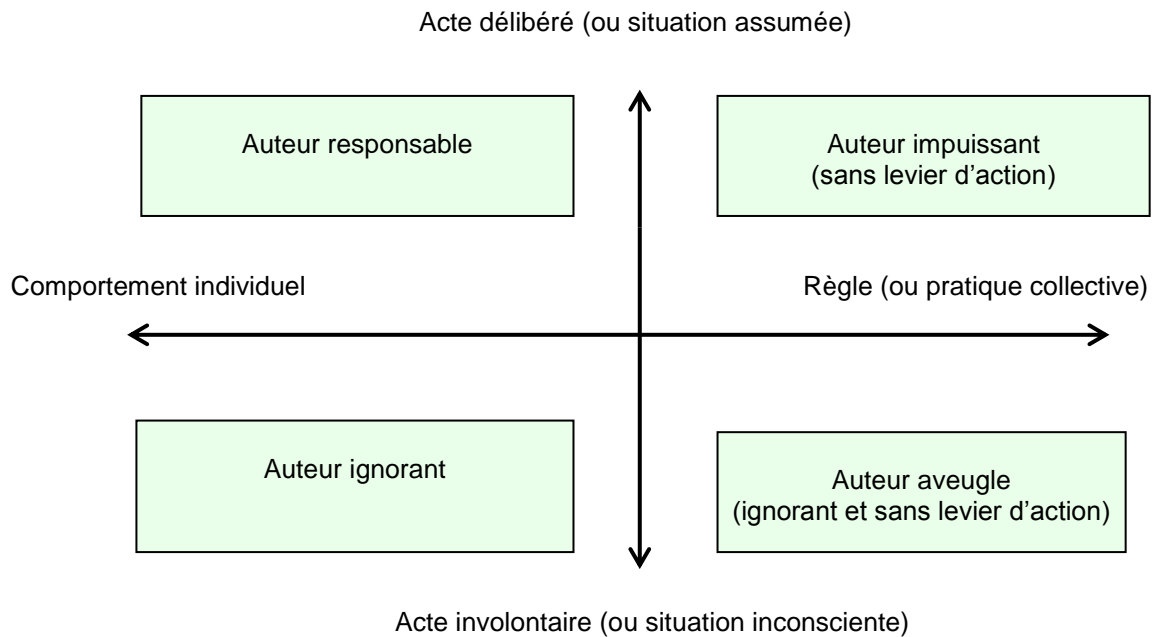 Acte délibéré (ou situation assumée)
Auteur responsable
Auteur impuissant
(sans levier d’action)
Comportement individuel
Règle (ou pratique collective)
Auteur ignorant
Auteur aveugle
(ignorant et sans levier d’action)
Acte involontaire (ou situation inconsciente)